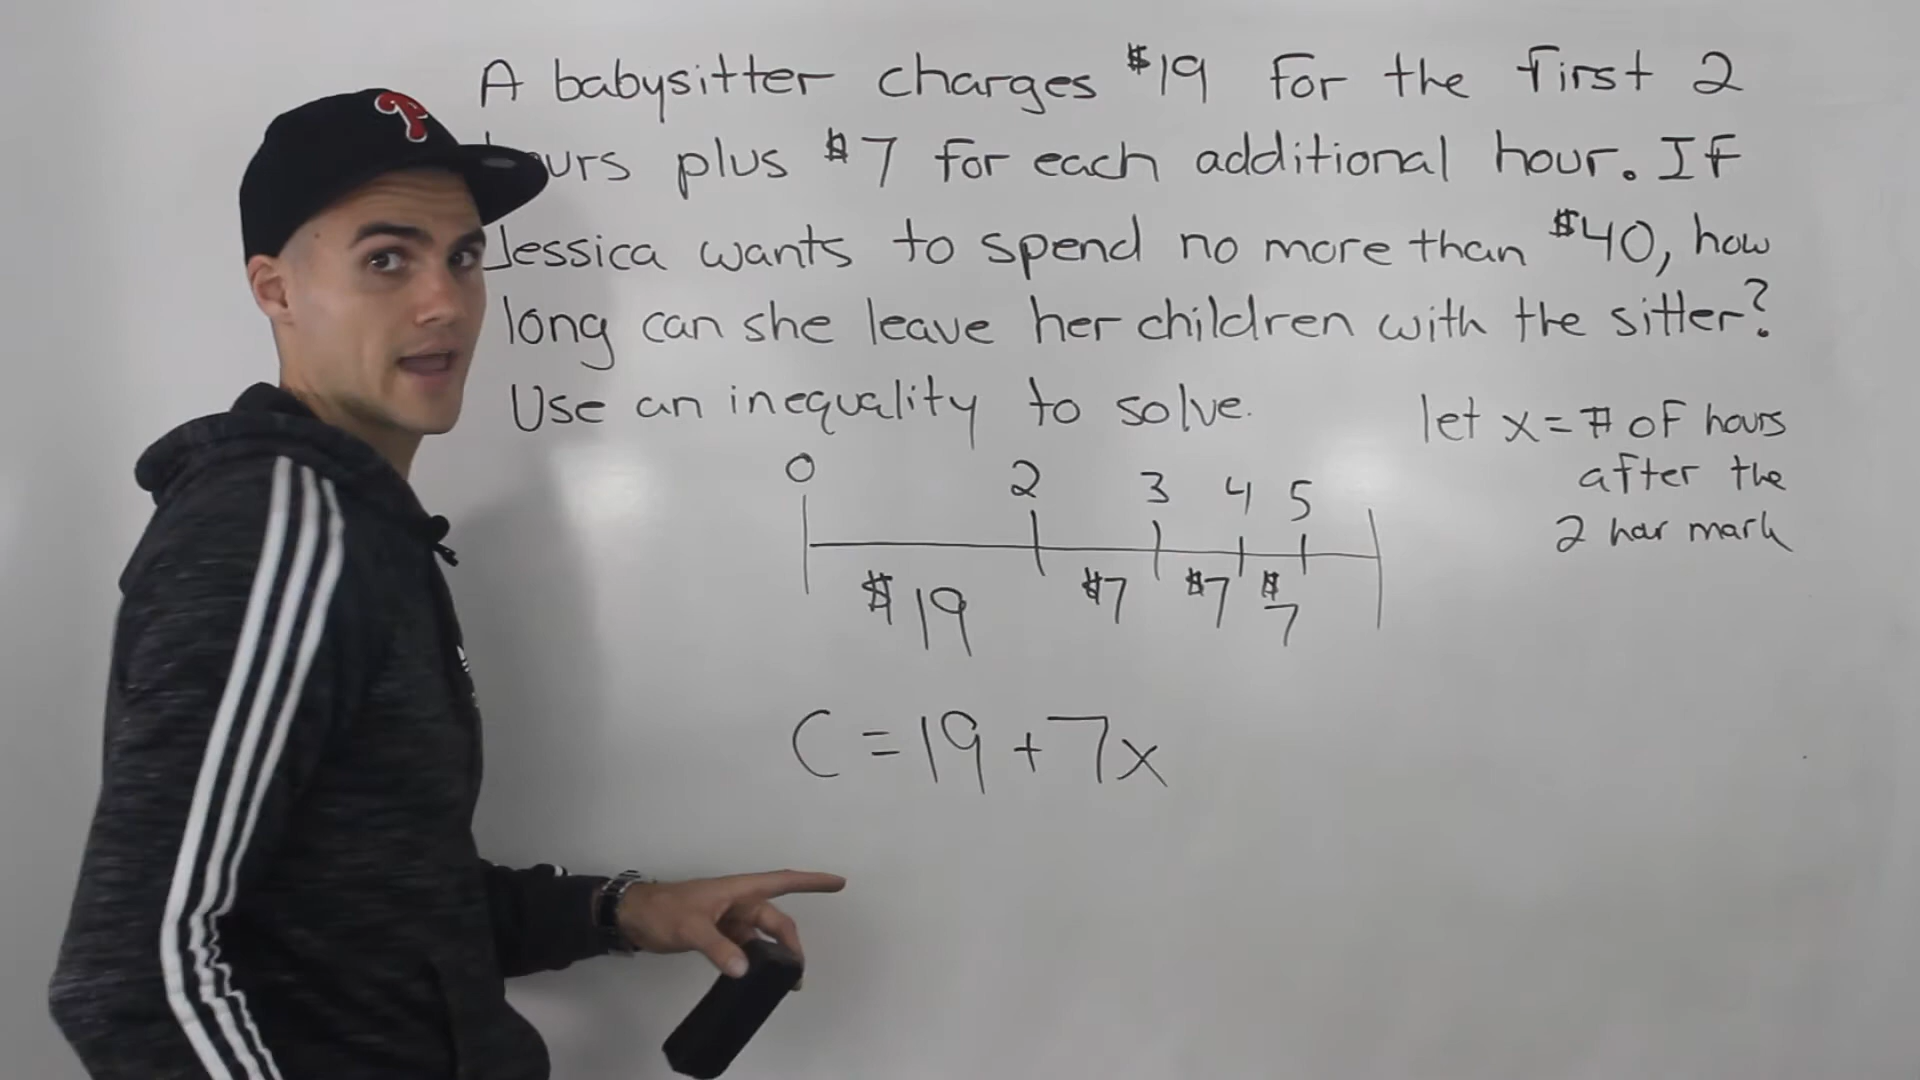 A babysitter charges $19 for the first 2
ours plus $7 for each additional hour. If
Jessica wants to spend no more than $40, how
long can she leave her children with the sitter?
Use an inequality to solve.
let x = # of hours
after the
2 hour mark
0 2 3 4 5
$19 $7 $7 $7
C = 19 + 7x
P